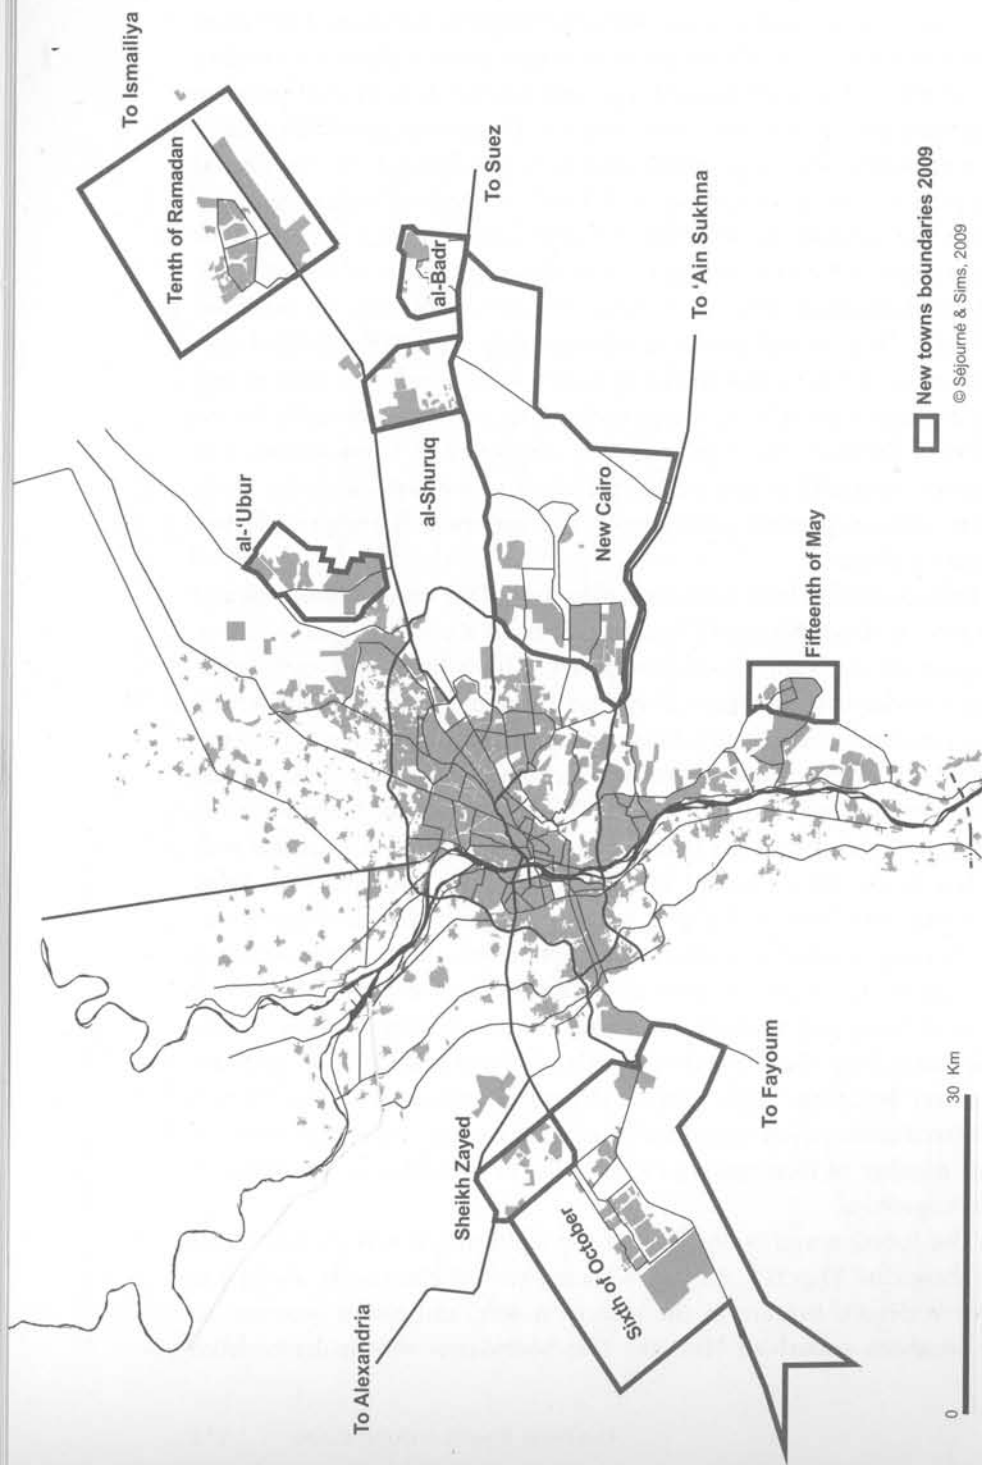 To Ismailiya
Tenth of Ramadan
To Suez
al-Badr
al-'Ubur
al-Shuruq
To 'Ain Sukhna
New Cairo
Fifteenth of May
Sheikh Zayed
Sixth of October
To Alexandria
To Fayoum
0 30 Km
New towns boundaries 2009
© Séjourné & Sims, 2009